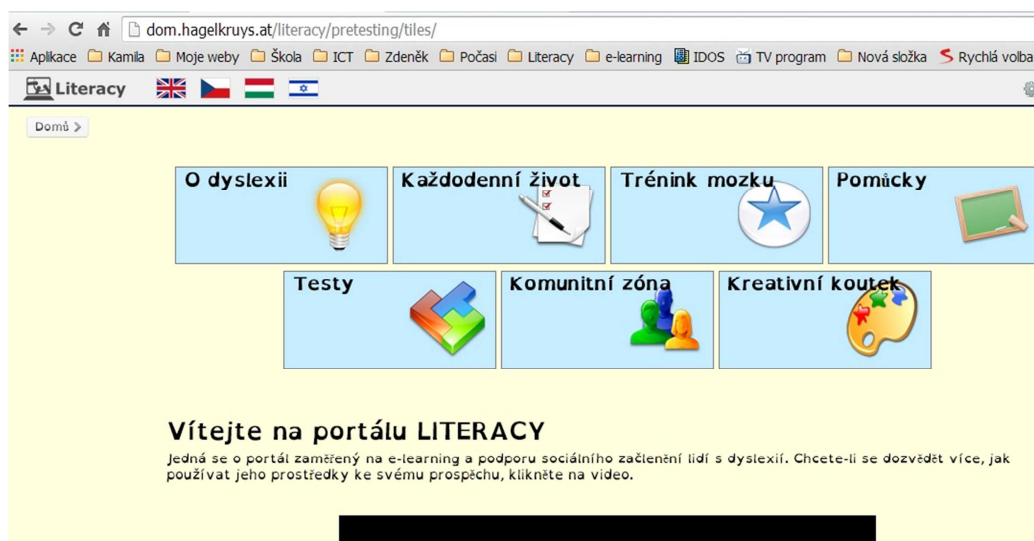 dom.hagelkruys.at/literacy/pretesting/tiles/
Aplikace Kamila Moje weby Škola ICT Zdeněk Počasí Literacy e-learning IDOS TV program Nová složka Rychlá volba
Literacy
Domů >
O dyslexii Každodenní život Trénink mozku Pomůcky
Testy Komunitní zóna Kreativní koutek
Vítejte na portálu LITERACY
Jedná se o portál zaměřený na e-learning a podporu sociálního začlenění lidí s dyslexií. Chcete-li se dozvědět více, jak
používat jeho prostředky ke svému prospěchu, klikněte na video.